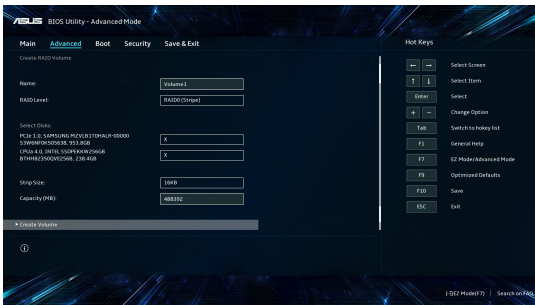 ASUS BIOS Utility - Advanced Mode
Main Advanced Boot Security Save & Exit Hot Keys
Create RAID Volume
← → Select Screen
Name: Volume1
↑ ↓ Select Item
RAID Level: RAID0 (Stripe)
Enter Select
+ − Change Option
Select Disks:
Tab Switch to hokey list
PCIe 1.0, SAMSUNG MZVLB1T0HALR-00000
S3W6NF0K505638, 953.8GB X
F1 General Help
CPUa 4.0, INTEL SSDPEKKW256GB
BTHH82350QVE256B, 238.4GB X
F7 EZ Mode/Advanced Mode
F9 Optimized Defaults
Strip Size: 16KB
F10 Save
Capacity (MB): 488392
ESC Exit
> Create Volume
EZ Mode(F7) | Search on FAQ